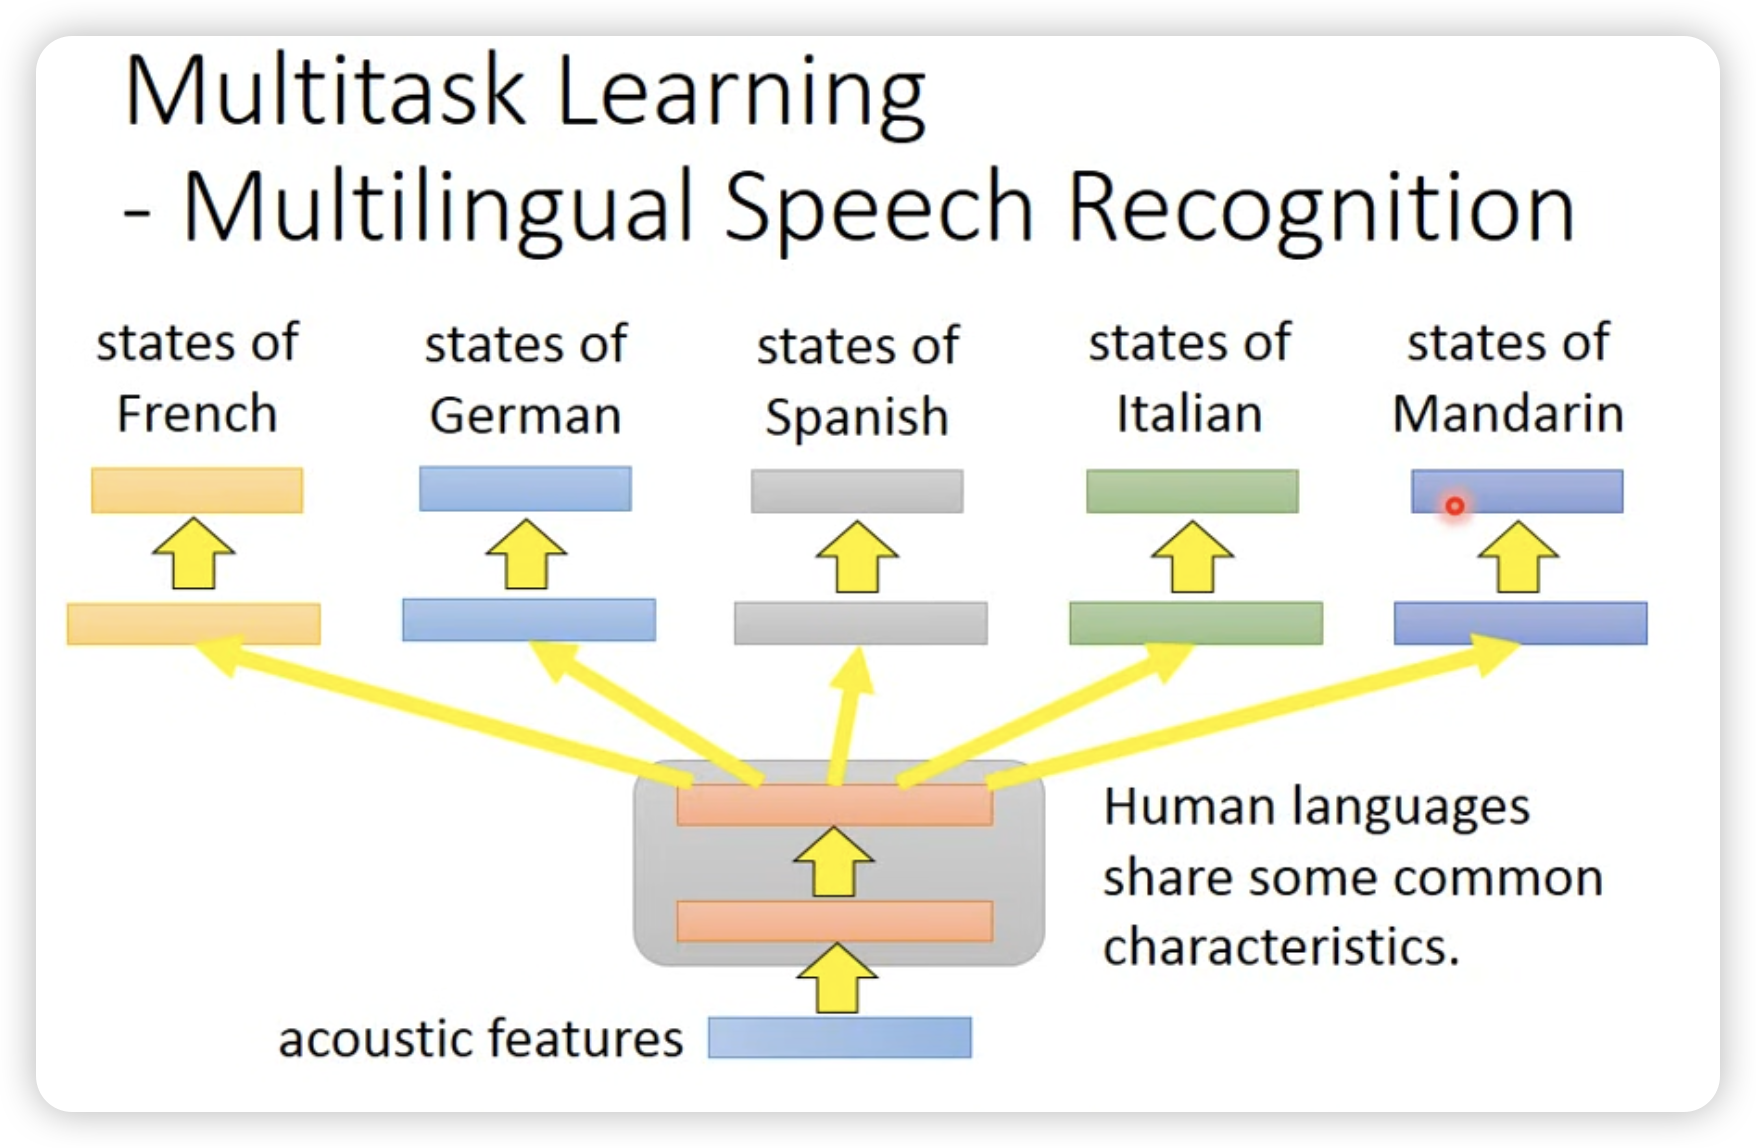 Multitask Learning
- Multilingual Speech Recognition
states of
French
states of
German
states of
Spanish
states of
Italian
states of
Mandarin
Human languages
share some common
characteristics.
acoustic features